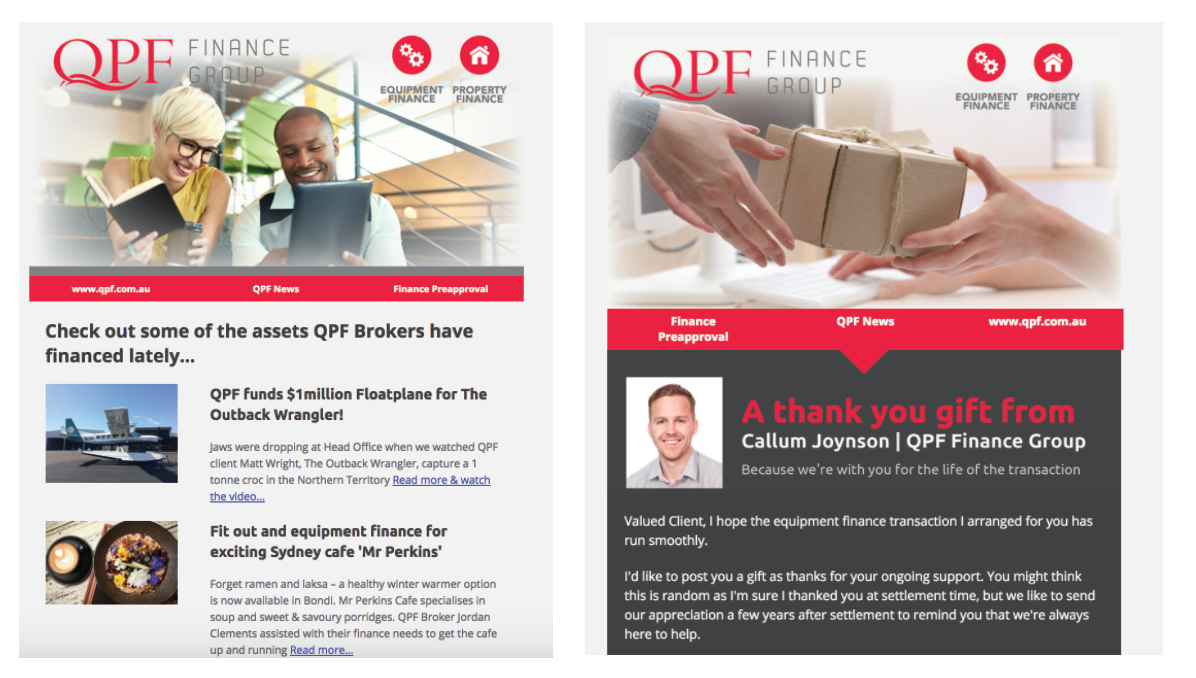 QPF FINANCE
GROUP
EQUIPMENT
FINANCE
PROPERTY
FINANCE
www.qpf.com.au
QPF News
Finance Preapproval
Check out some of the assets QPF Brokers have
financed lately...
QPF funds $1million Floatplane for The
Outback Wrangler!
Jaws were dropping at Head Office when we watched QPF
client Matt Wright, The Outback Wrangler, capture a 1
tonne croc in the Northern Territory Read more & watch
the video...
Fit out and equipment finance for
exciting Sydney cafe 'Mr Perkins'
Forget ramen and laksa – a healthy winter warmer option
is now available in Bondi. Mr Perkins Cafe specialises in
soup and sweet & savoury porridges. QPF Broker Jordan
Clements assisted with their finance needs to get the cafe
up and running Read more...
QPF FINANCE
GROUP
EQUIPMENT
FINANCE
PROPERTY
FINANCE
Finance
Preapproval
QPF News
www.qpf.com.au
A thank you gift from
Callum Joynson | QPF Finance Group
Because we're with you for the life of the transaction
Valued Client, I hope the equipment finance transaction I arranged for you has
run smoothly.
I'd like to post you a gift as thanks for your ongoing support. You might think
this is random as I'm sure I thanked you at settlement time, but we like to send
our appreciation a few years after settlement to remind you that we're always
here to help.